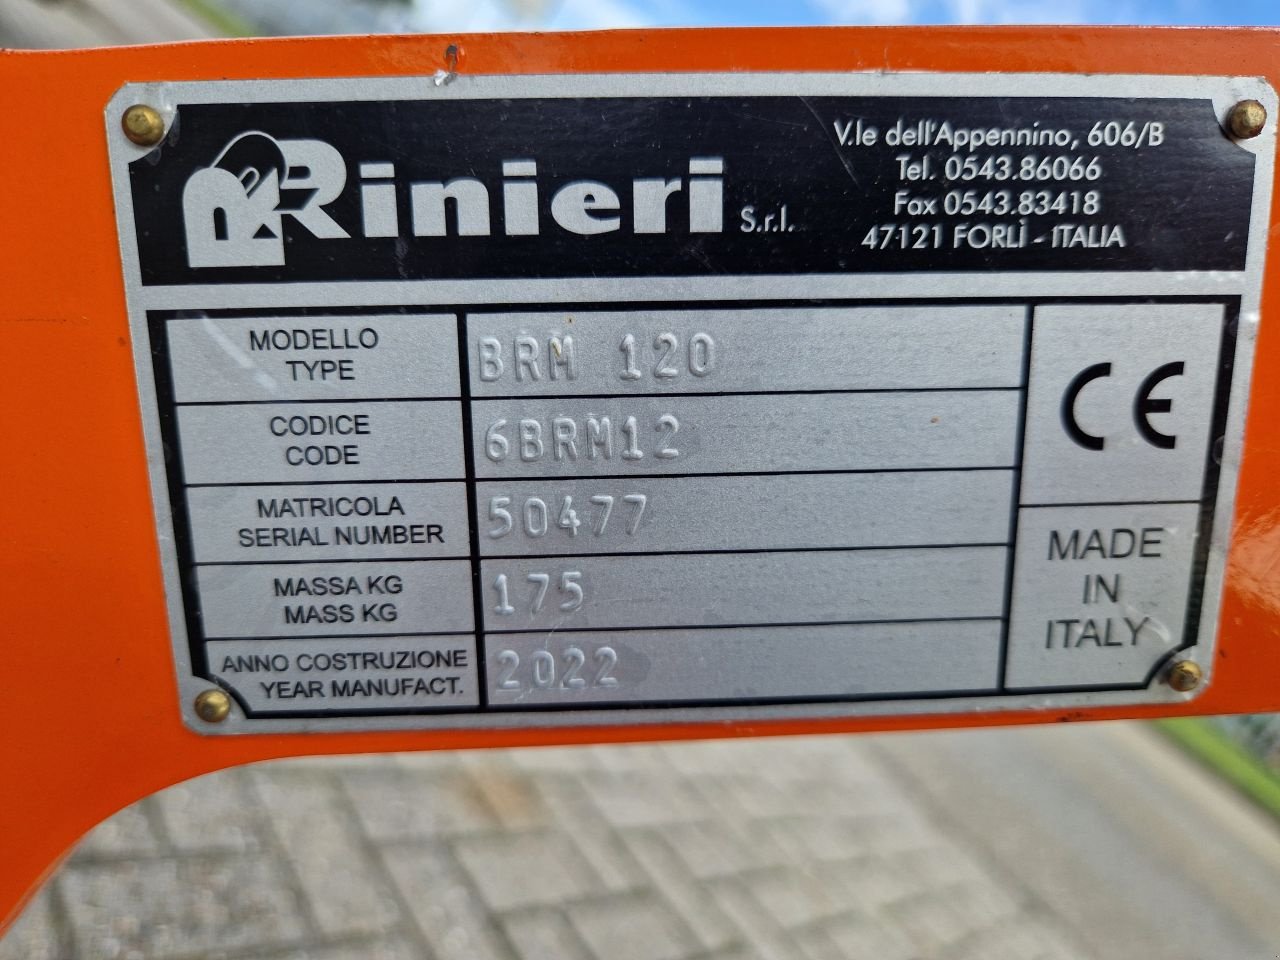 Rinieri S.r.l.
V.le dell'Appennino, 606/B
Tel. 0543.86066
Fax 0543.83418
47121 FORLÌ - ITALIA
MODELLO
TYPE
BRM 120
CODICE
CODE
6BRM12
MATRICOLA
SERIAL NUMBER
50477
MASSA KG
MASS KG
175
ANNO COSTRUZIONE
YEAR MANUFACT.
2022
CE
MADE
IN
ITALY